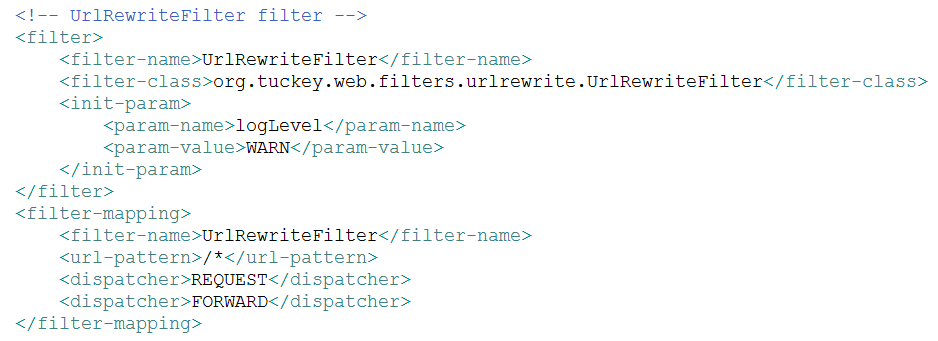 <!-- UrlRewriteFilter filter -->
<filter>
    <filter-name>UrlRewriteFilter</filter-name>
    <filter-class>org.tuckey.web.filters.urlrewrite.UrlRewriteFilter</filter-class>
    <init-param>
        <param-name>logLevel</param-name>
        <param-value>WARN</param-value>
    </init-param>
</filter>
<filter-mapping>
    <filter-name>UrlRewriteFilter</filter-name>
    <url-pattern>/*</url-pattern>
    <dispatcher>REQUEST</dispatcher>
    <dispatcher>FORWARD</dispatcher>
</filter-mapping>